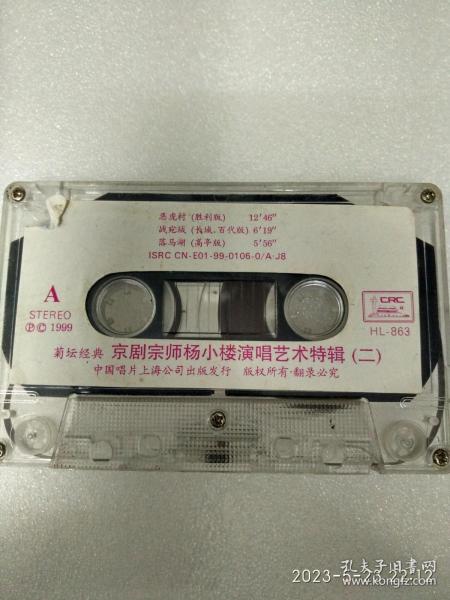 恶虎村 (胜利版) 12′46″
战宛城 (长城、百代版) 6′19″
落马湖 (高亭版) 5′56″
ISRC CN-E01-99-0106-0/A·J8
A
STEREO
Ⓟ© 1999
CRC
HL-863
菊坛经典 京剧宗师杨小楼演唱艺术特辑 (二)
中国唱片上海公司出版发行 版权所有·翻录必究
2023-5-23 22:12
孔夫子旧书网
www.kongfz.com